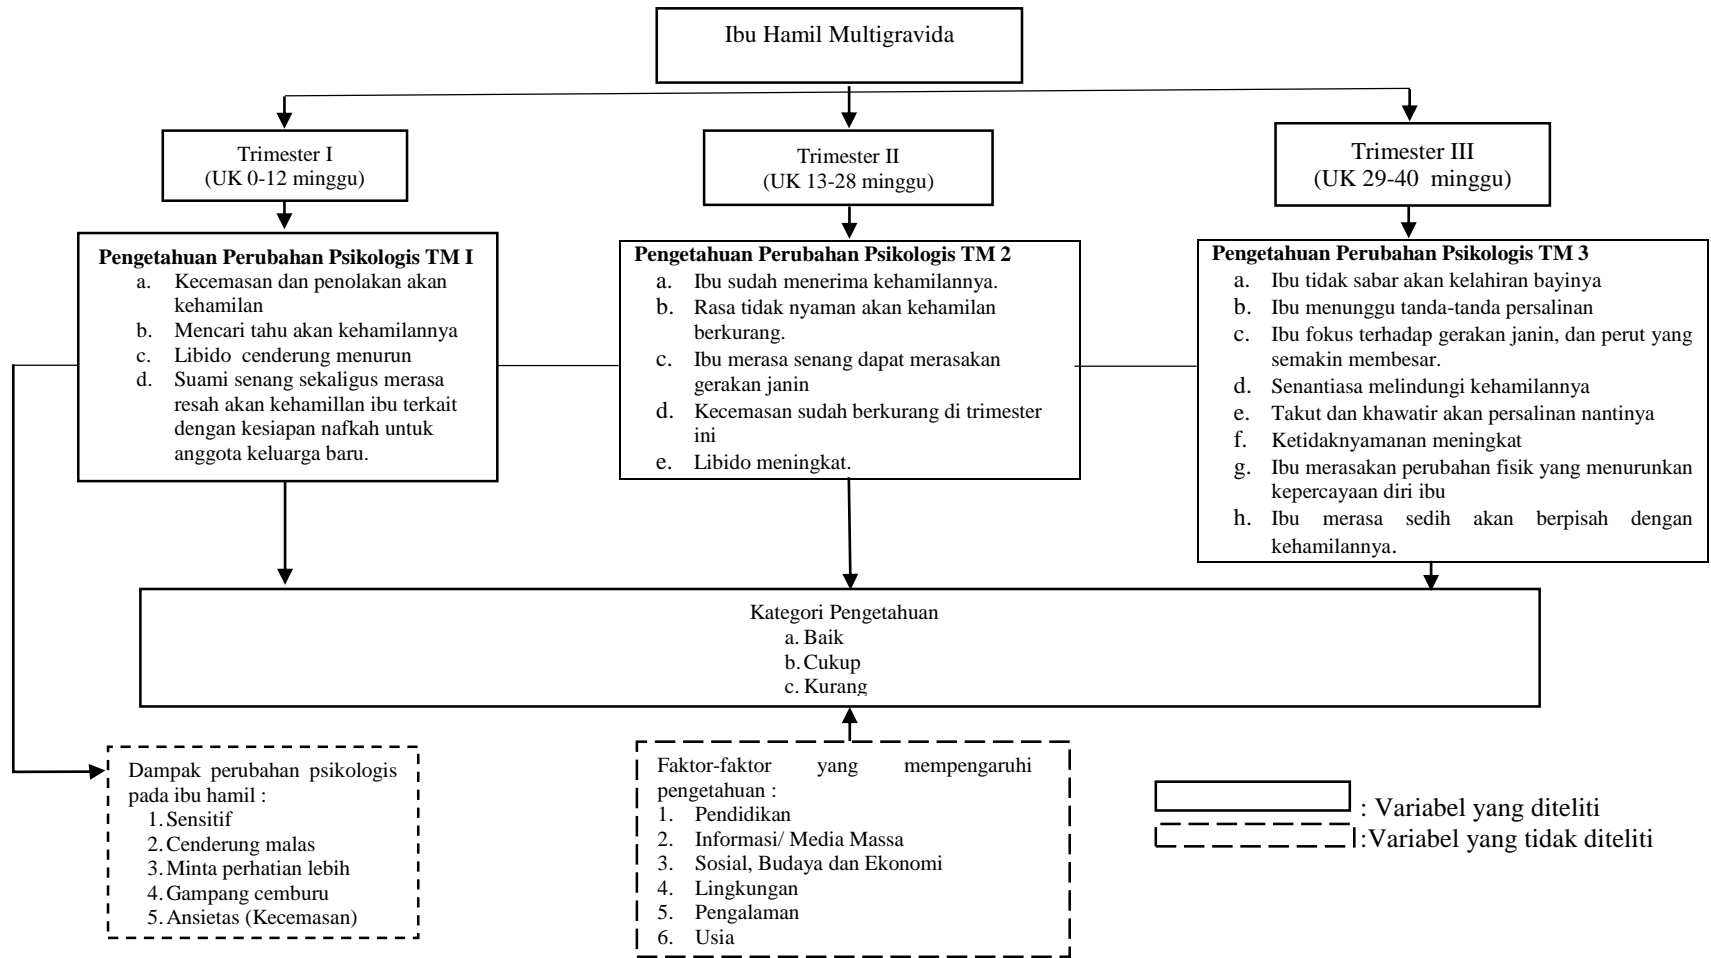 Ibu Hamil Multigravida
Trimester I
(UK 0-12 minggu)
Trimester II
(UK 13-28 minggu)
Trimester III
(UK 29-40 minggu)
Pengetahuan Perubahan Psikologis TM I
a. Kecemasan dan penolakan akan
kehamilan
b. Mencari tahu akan kehamilannya
c. Libido cenderung menurun
d. Suami senang sekaligus merasa
resah akan kehamillan ibu terkait
dengan kesiapan nafkah untuk
anggota keluarga baru.
Pengetahuan Perubahan Psikologis TM 2
a. Ibu sudah menerima kehamilannya.
b. Rasa tidak nyaman akan kehamilan
berkurang.
c. Ibu merasa senang dapat merasakan
gerakan janin
d. Kecemasan sudah berkurang di trimester
ini
e. Libido meningkat.
Pengetahuan Perubahan Psikologis TM 3
a. Ibu tidak sabar akan kelahiran bayinya
b. Ibu menunggu tanda-tanda persalinan
c. Ibu fokus terhadap gerakan janin, dan perut yang
semakin membesar.
d. Senantiasa melindungi kehamilannya
e. Takut dan khawatir akan persalinan nantinya
f. Ketidaknyamanan meningkat
g. Ibu merasakan perubahan fisik yang menurunkan
kepercayaan diri ibu
h. Ibu merasa sedih akan berpisah dengan
kehamilannya.
Kategori Pengetahuan
a. Baik
b. Cukup
c. Kurang
Dampak perubahan psikologis
pada ibu hamil :
1. Sensitif
2. Cenderung malas
3. Minta perhatian lebih
4. Gampang cemburu
5. Ansietas (Kecemasan)
Faktor-faktor yang mempengaruhi
pengetahuan :
1. Pendidikan
2. Informasi/ Media Massa
3. Sosial, Budaya dan Ekonomi
4. Lingkungan
5. Pengalaman
6. Usia
: Variabel yang diteliti
:Variabel yang tidak diteliti